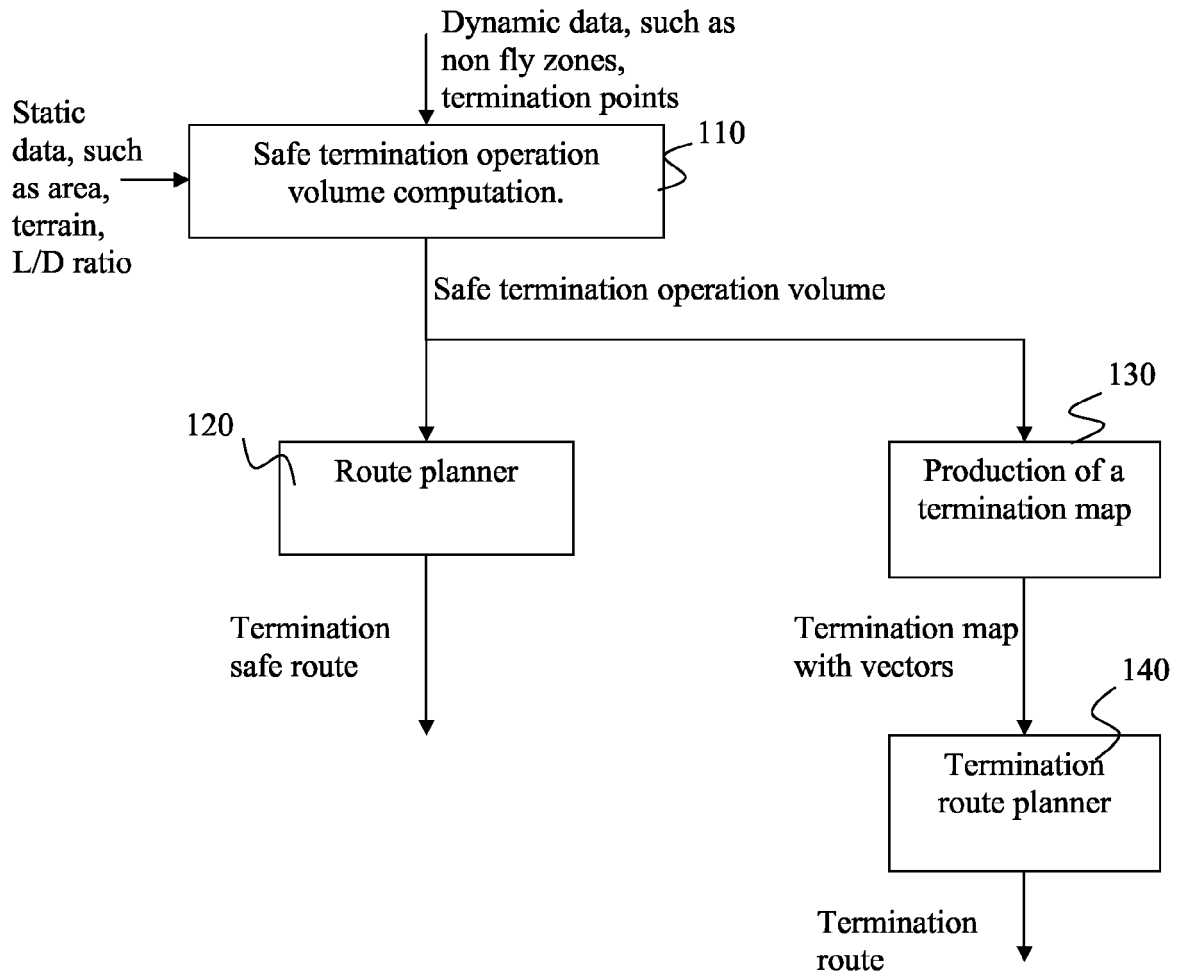 Dynamic data, such as
non fly zones,
termination points
Static
data, such
as area,
terrain,
L/D ratio
110
Safe termination operation
volume computation.
Safe termination operation volume
120
Route planner
130
Production of a
termination map
Termination
safe route
Termination map
with vectors
140
Termination
route planner
Termination
route